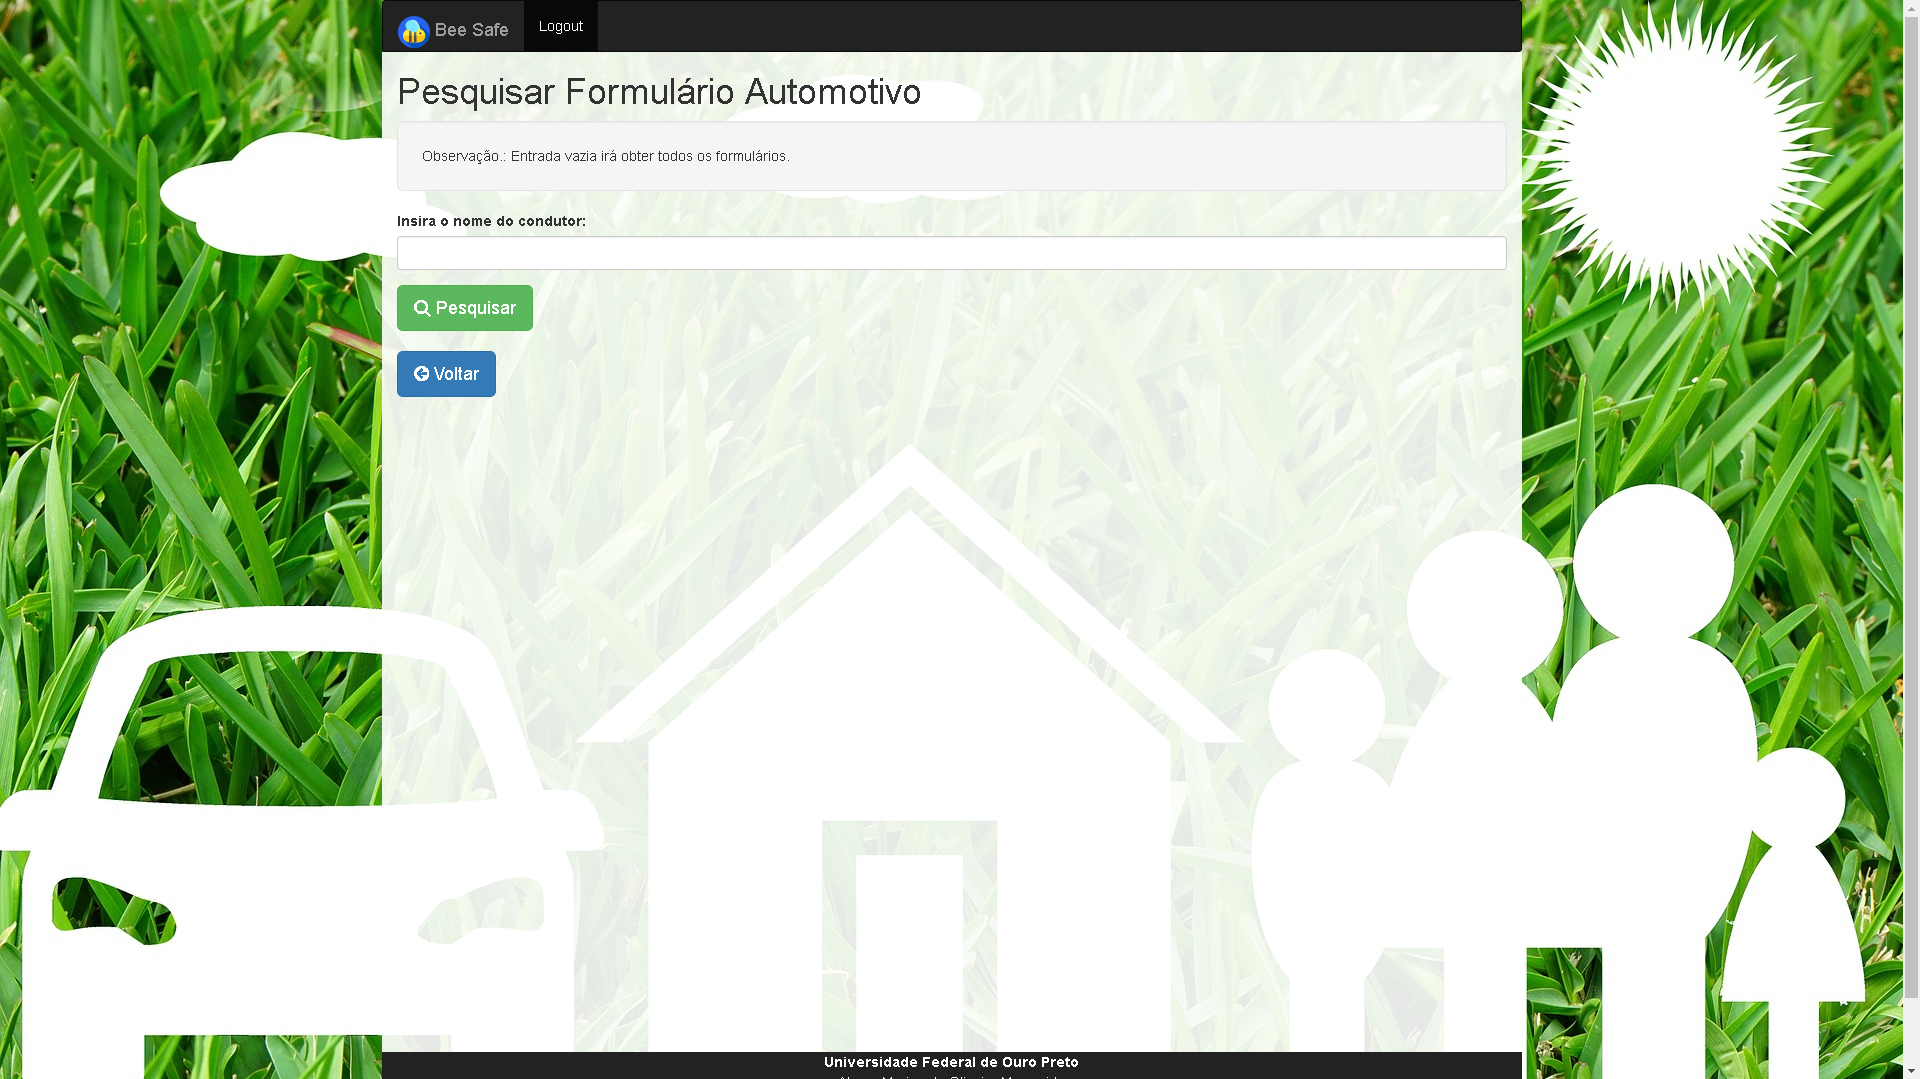 Bee Safe
Logout
Pesquisar Formulário Automotivo
Observação.: Entrada vazia irá obter todos os formulários.
Insira o nome do condutor:
Pesquisar
Voltar
Universidade Federal de Ouro Preto